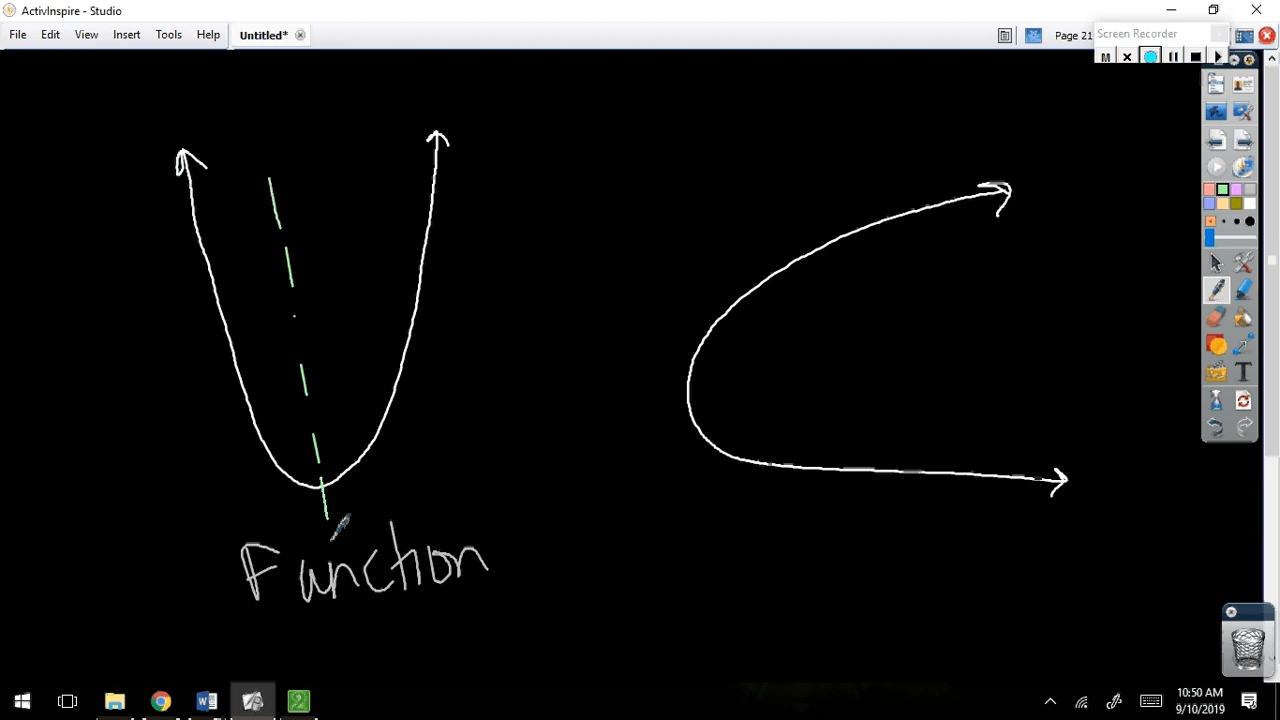 ActivInspire - Studio
File Edit View Insert Tools Help Untitled* Page 21
Screen Recorder
M
T
Function
2
10:50 AM
9/10/2019